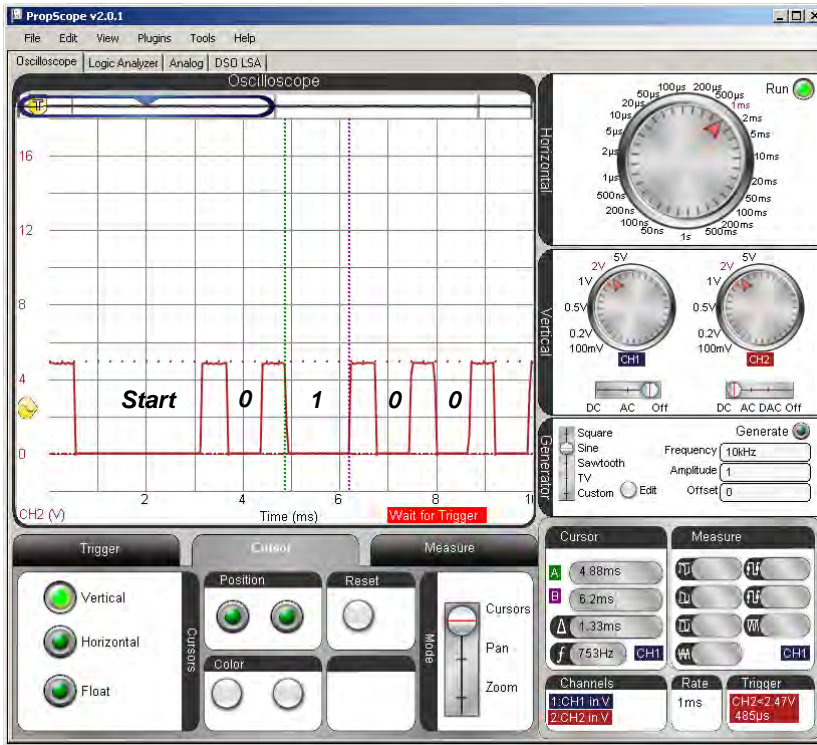 PropScope v2.0.1
File Edit View Plugins Tools Help
Oscilloscope Logic Analyzer Analog DSO LSA
Oscilloscope
16
12
8
4
0
Start 0 1 0 0
2 4 6 8 1
CH2 (V) Time (ms) Wait for Trigger
Horizontal
Run
50µs 100µs 200µs 500µs
20µs 1ms
10µs 2ms
5µs 5ms
2µs 10ms
1µs 20ms
500ns 50ms
200ns 100ms
100ns 200ms
50ns 1s 500ms
Vertical
5V 5V
2V 2V
1V 1V
0.5V 0.5V
0.2V 0.2V
100mV 100mV
CH1 CH2
DC AC Off DC AC DAC Off
Generator
Square Generate
Sine Frequency 10kHz
Sawtooth Amplitude 1
TV
Custom Edit Offset 0
Trigger Cursor Measure
Vertical
Horizontal
Float
Cursors
Position Reset
Color
Mode
Cursors
Pan
Zoom
Cursor Measure
A 4.88ms
B 6.2ms
Δ 1.33ms
f 753Hz CH1 CH1
Channels Rate Trigger
1:CH1 in V 1ms CH2<2.47V
2:CH2 in V 485µs